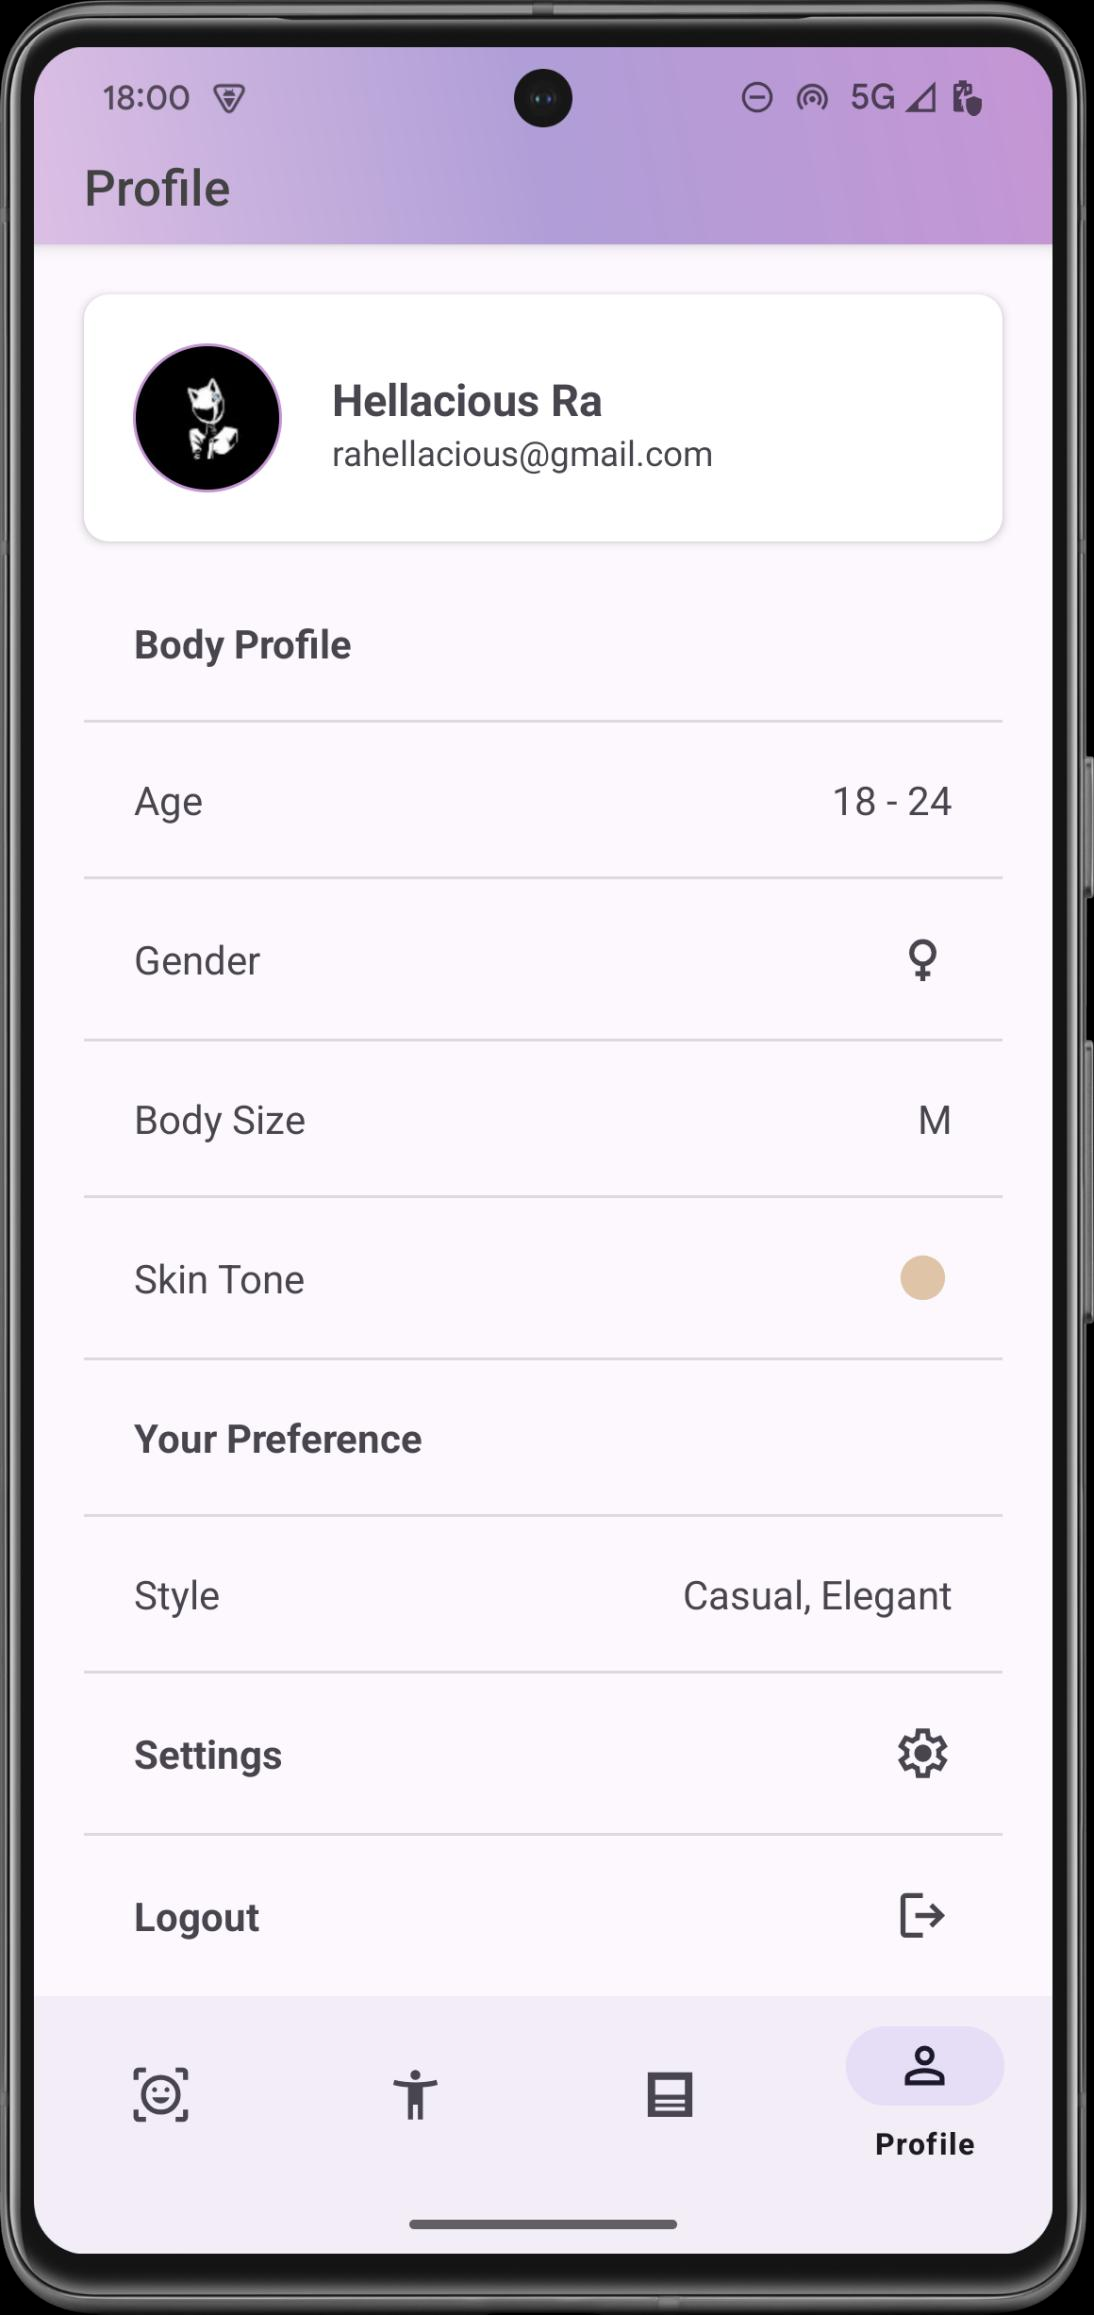 18:00 5G
Profile
Hellacious Ra
rahellacious@gmail.com
Body Profile
Age 18 - 24
Gender
Body Size M
Skin Tone
Your Preference
Style Casual, Elegant
Settings
Logout
Profile